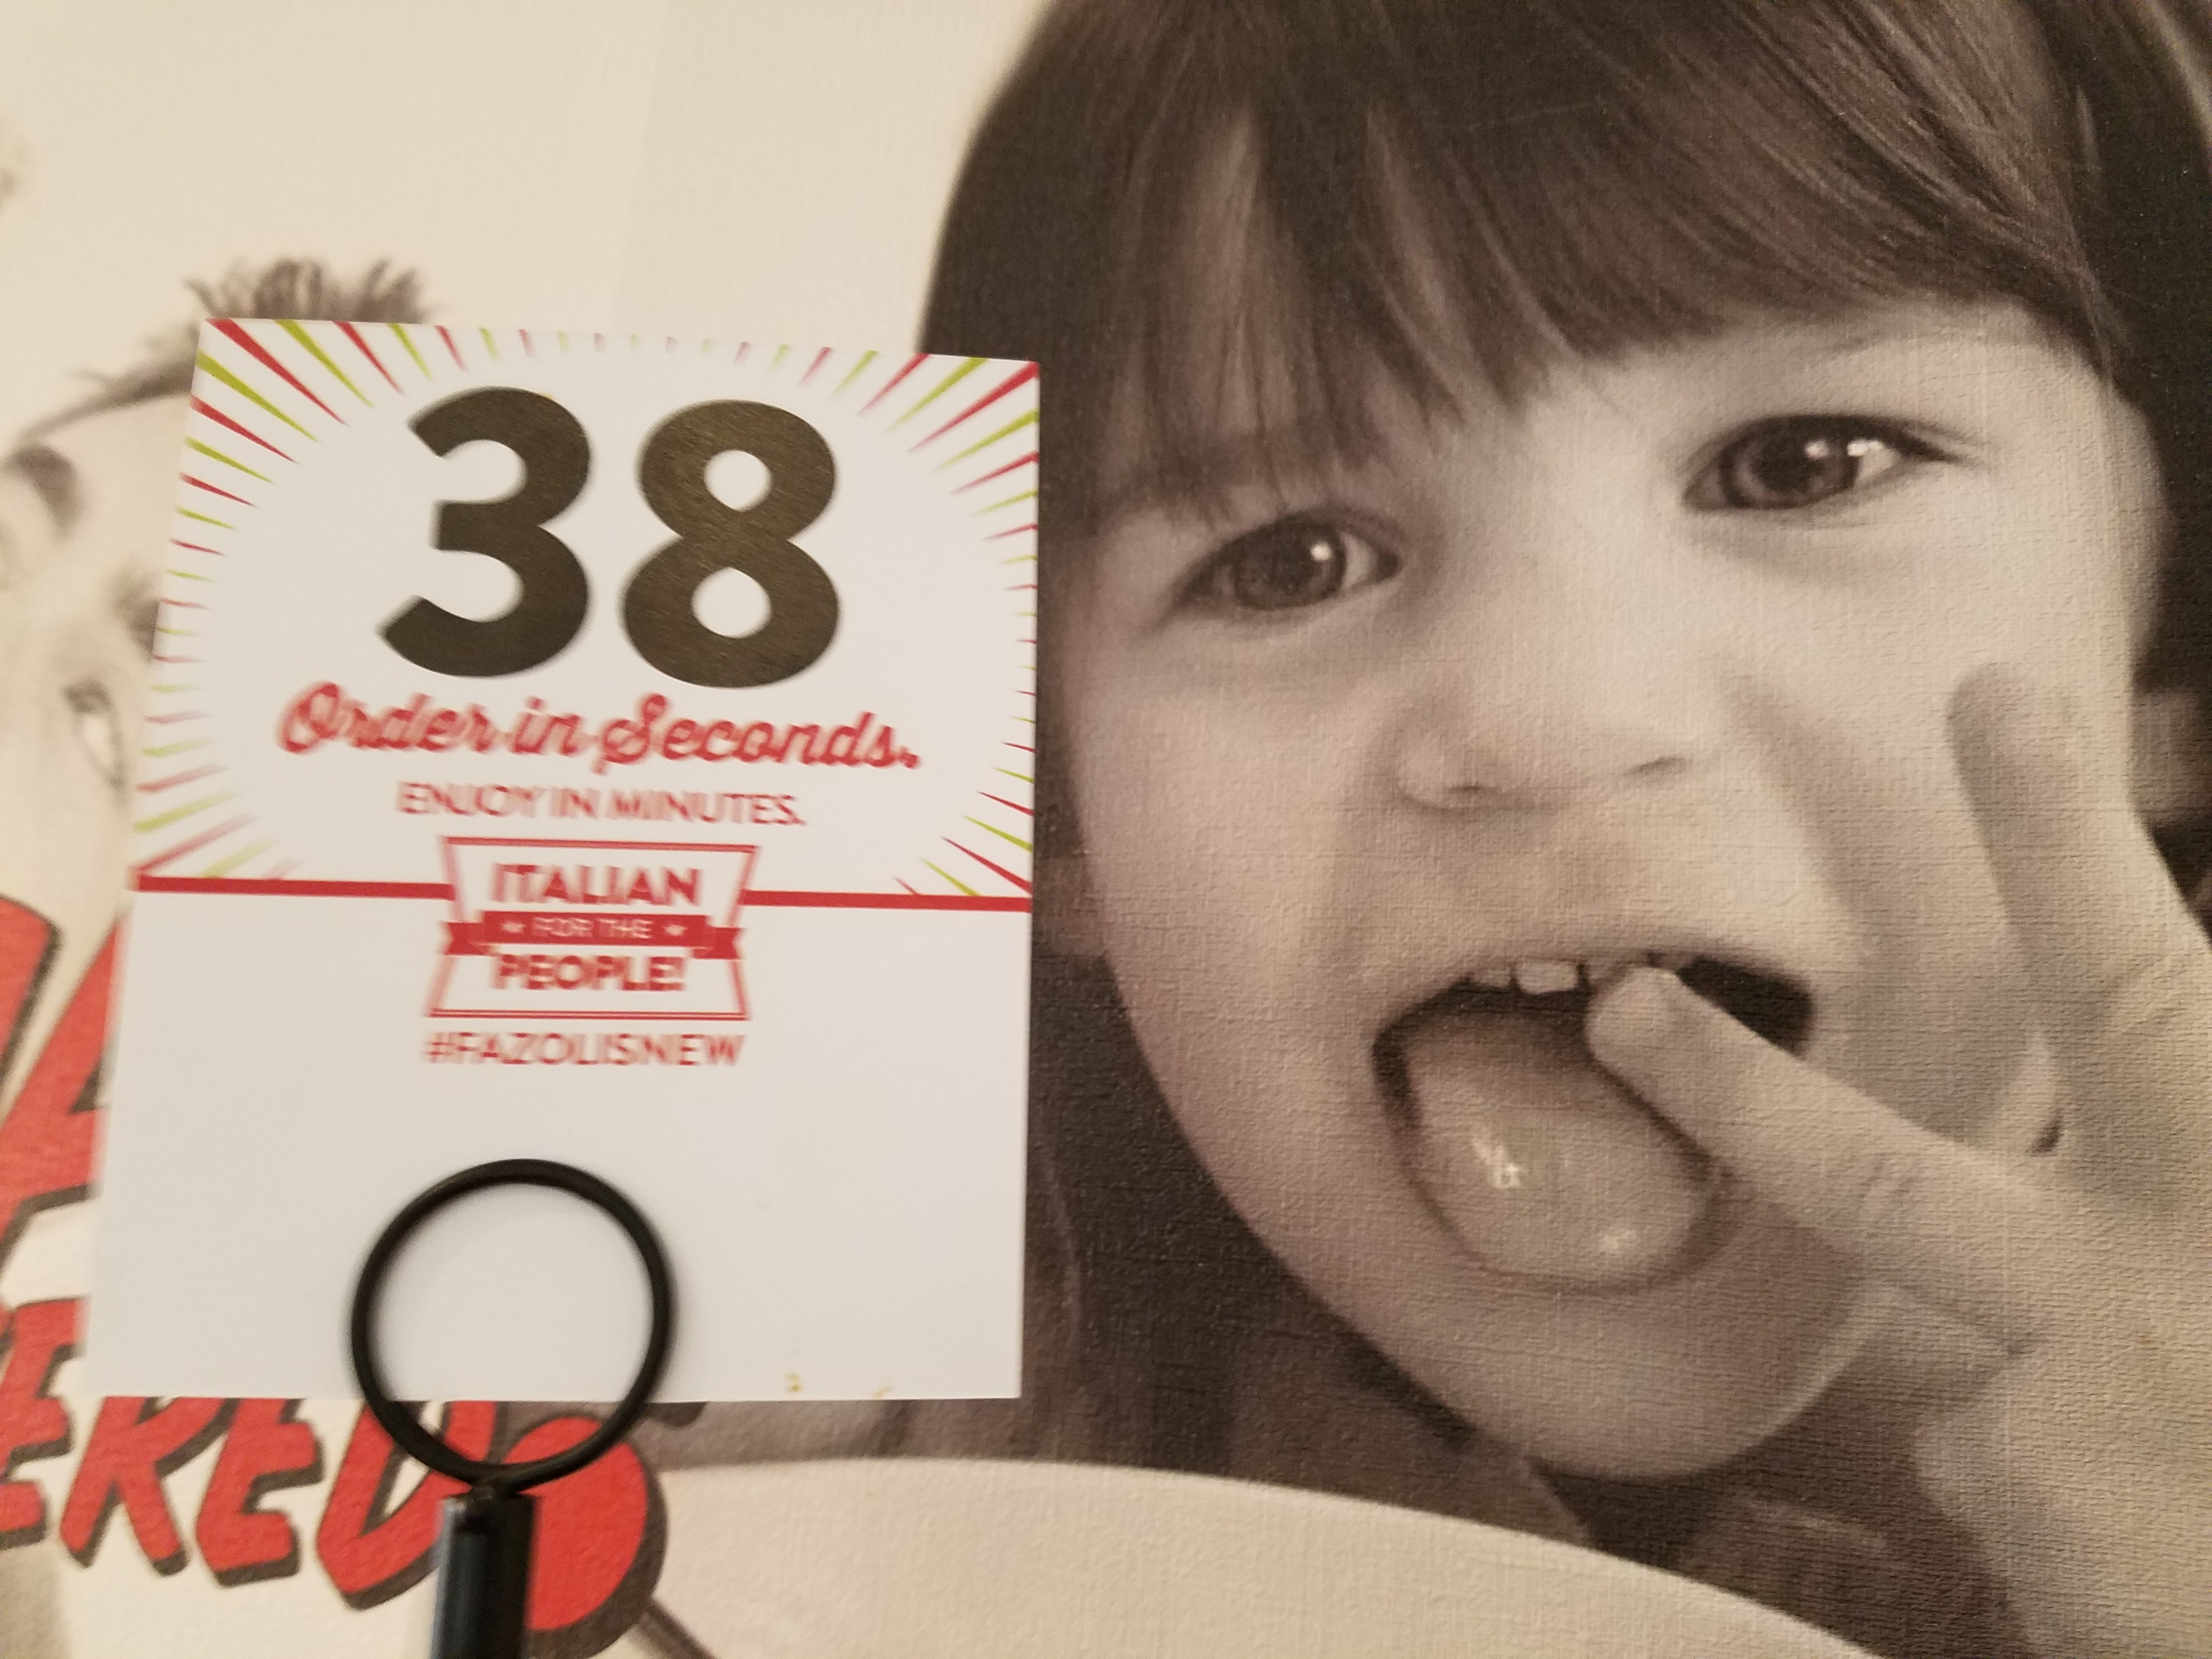 38
Order in Seconds.
ENJOY IN MINUTES.
ITALIAN
FOR THE
PEOPLE!
#FAZOLISNEW